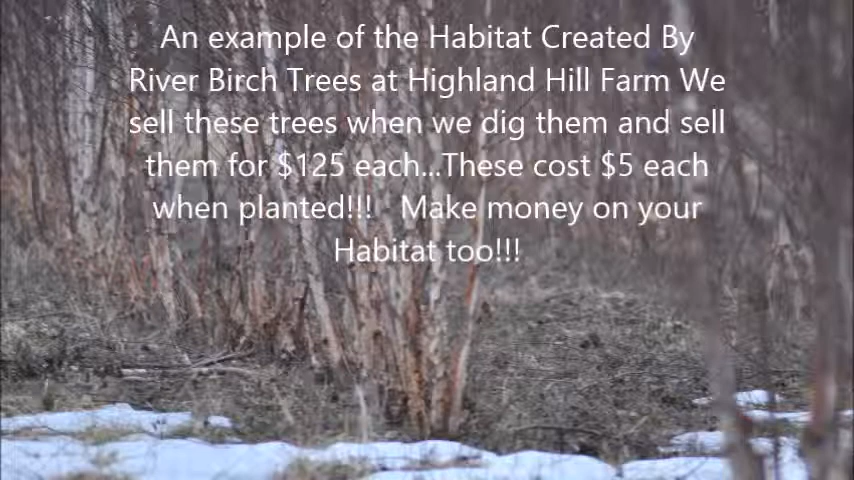 An example of the Habitat Created By
River Birch Trees at Highland Hill Farm We
sell these trees when we dig them and sell
them for $125 each...These cost $5 each
when planted!!!   Make money on your
Habitat too!!!